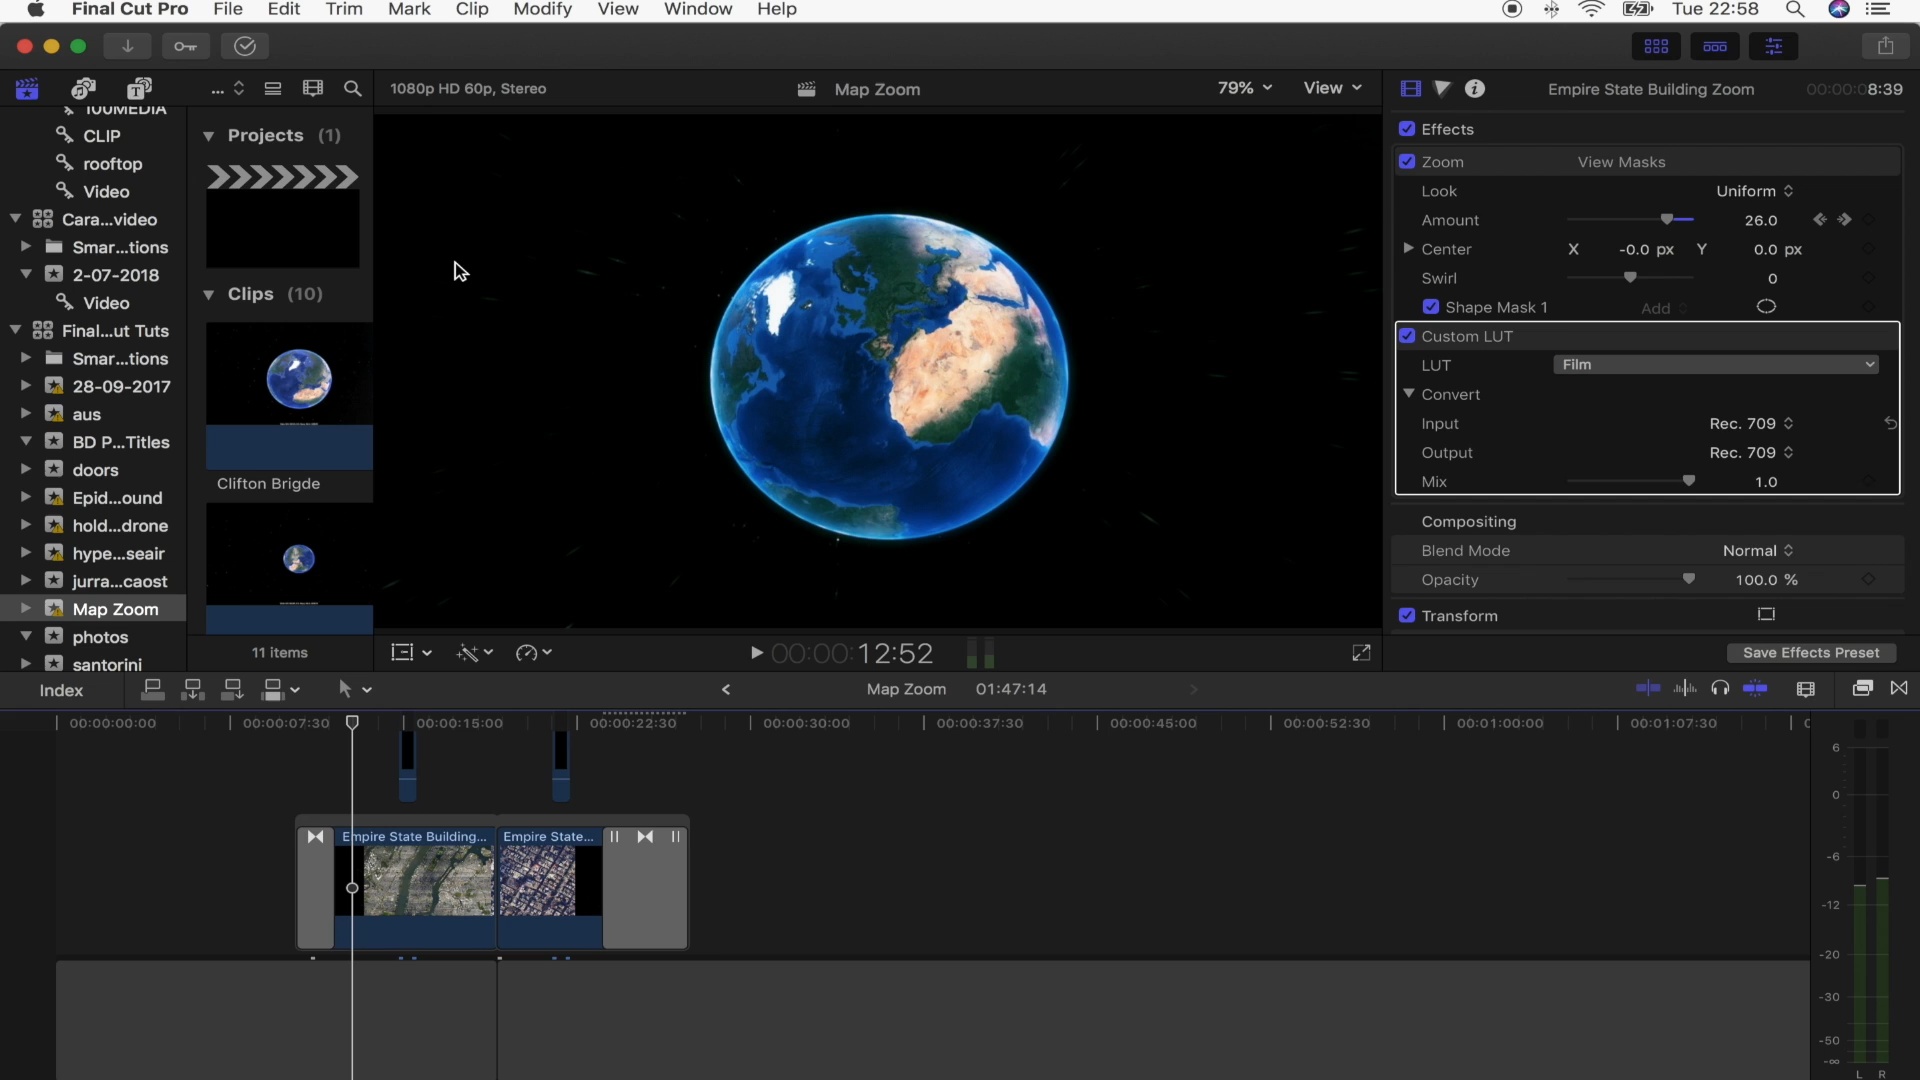 Final Cut Pro File Edit Trim Mark Clip Modify View Window Help Tue 22:58
... 1080p HD 60p, Stereo Map Zoom 79% View Empire State Building Zoom 00:00:08:39
100MEDIA
CLIP
rooftop
Video
Cara...video
Smar...tions
2-07-2018
Video
Final...ut Tuts
Smar...tions
28-09-2017
aus
BD P...Titles
doors
Epid...ound
hold...drone
hype...seair
jurra...caost
Map Zoom
photos
santorini
Projects (1)
Clips (10)
Clifton Brigde
11 items
00:00:00:12:52
Effects
Zoom View Masks
Look Uniform
Amount 26.0
Center X -0.0 px Y 0.0 px
Swirl 0
Shape Mask 1 Add
Custom LUT
LUT Film
Convert
Input Rec. 709
Output Rec. 709
Mix 1.0
Compositing
Blend Mode Normal
Opacity 100.0 %
Transform
Save Effects Preset
Index Map Zoom 01:47:14
00:00:00:00 00:00:07:30 00:00:15:00 00:00:22:30 00:00:30:00 00:00:37:30 00:00:45:00 00:00:52:30 00:01:00:00 00:01:07:30
Empire State Building... Empire State...
6
0
-6
-12
-20
-30
-50
-∞
L R